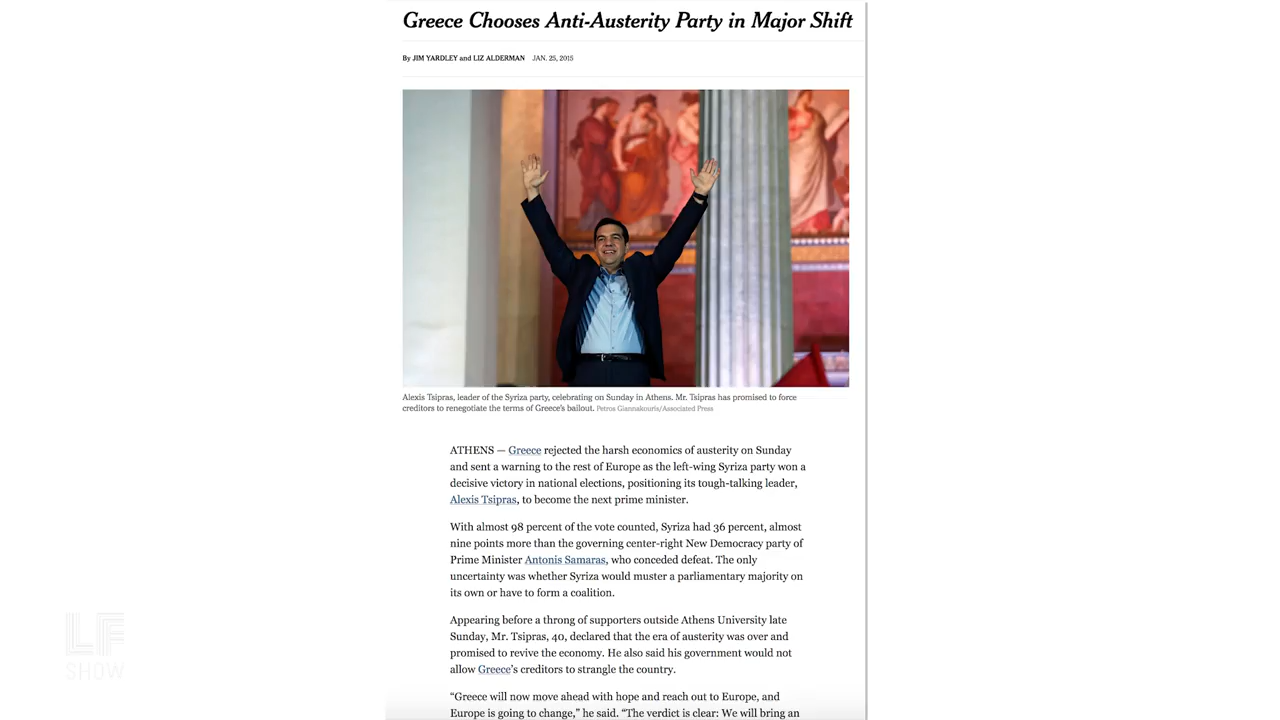 Greece Chooses Anti-Austerity Party in Major Shift
By JIM YARDLEY and LIZ ALDERMAN JAN. 25, 2015
Alexis Tsipras, leader of the Syriza party, celebrating on Sunday in Athens. Mr. Tsipras has promised to force
creditors to renegotiate the terms of Greece's bailout. Petros Giannakouris/Associated Press
ATHENS — Greece rejected the harsh economics of austerity on Sunday
and sent a warning to the rest of Europe as the left-wing Syriza party won a
decisive victory in national elections, positioning its tough-talking leader,
Alexis Tsipras, to become the next prime minister.
With almost 98 percent of the vote counted, Syriza had 36 percent, almost
nine points more than the governing center-right New Democracy party of
Prime Minister Antonis Samaras, who conceded defeat. The only
uncertainty was whether Syriza would muster a parliamentary majority on
its own or have to form a coalition.
Appearing before a throng of supporters outside Athens University late
Sunday, Mr. Tsipras, 40, declared that the era of austerity was over and
promised to revive the economy. He also said his government would not
allow Greece's creditors to strangle the country.
“Greece will now move ahead with hope and reach out to Europe, and
Europe is going to change,” he said. “The verdict is clear: We will bring an
LF
SHOW